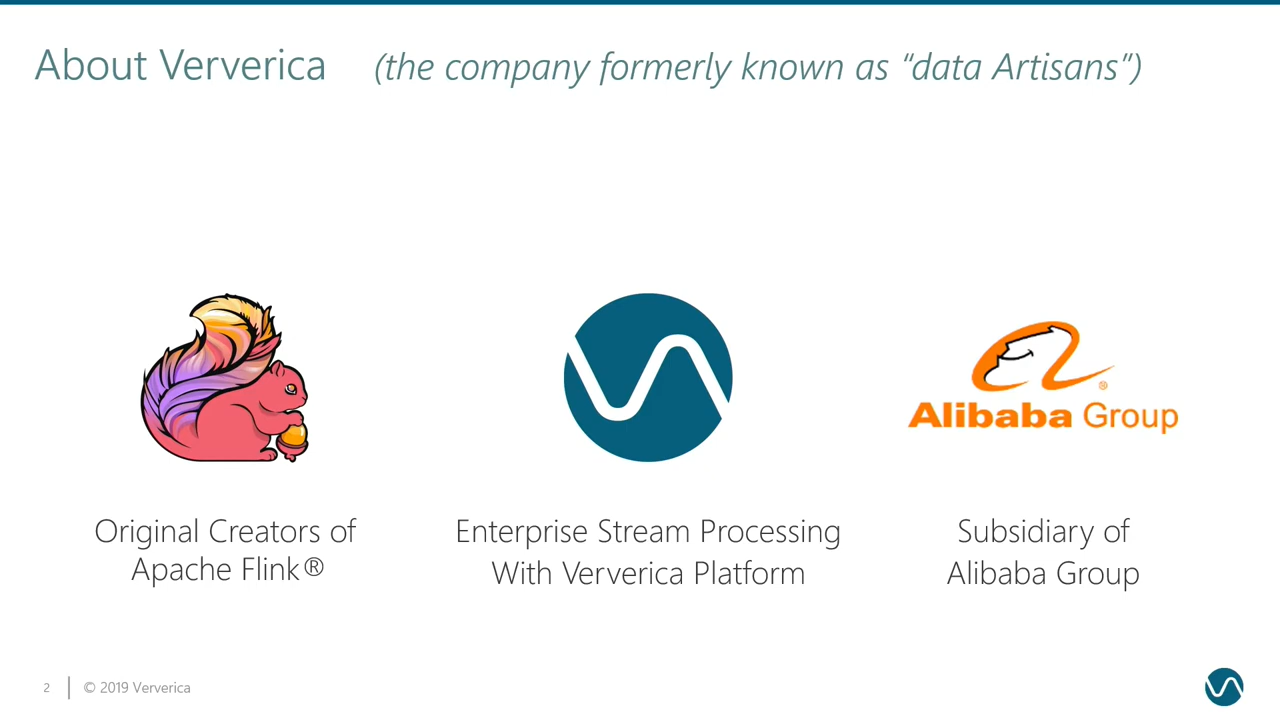 About Ververica (the company formerly known as “data Artisans”)
®
Alibaba Group
Original Creators of
Apache Flink®
Enterprise Stream Processing
With Ververica Platform
Subsidiary of
Alibaba Group
2 © 2019 Ververica